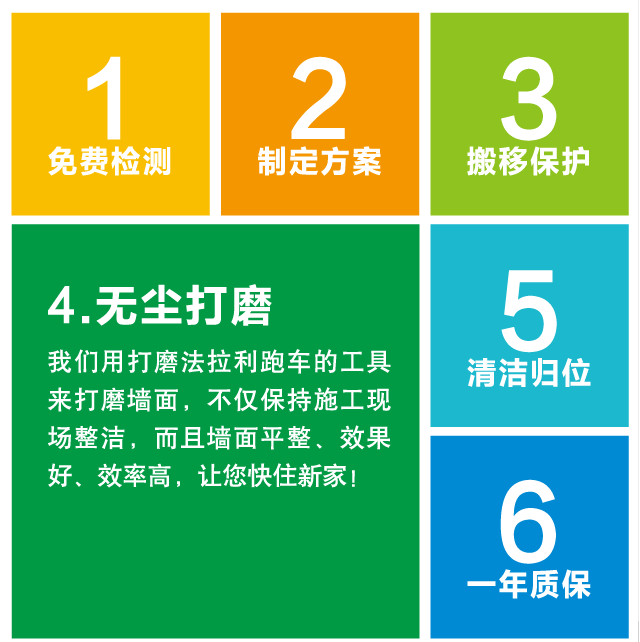 1
免费检测
2
制定方案
3
搬移保护
4.无尘打磨
我们用打磨法拉利跑车的工具
来打磨墙面，不仅保持施工现
场整洁，而且墙面平整、效果
好、效率高，让您快住新家！
5
清洁归位
6
一年质保